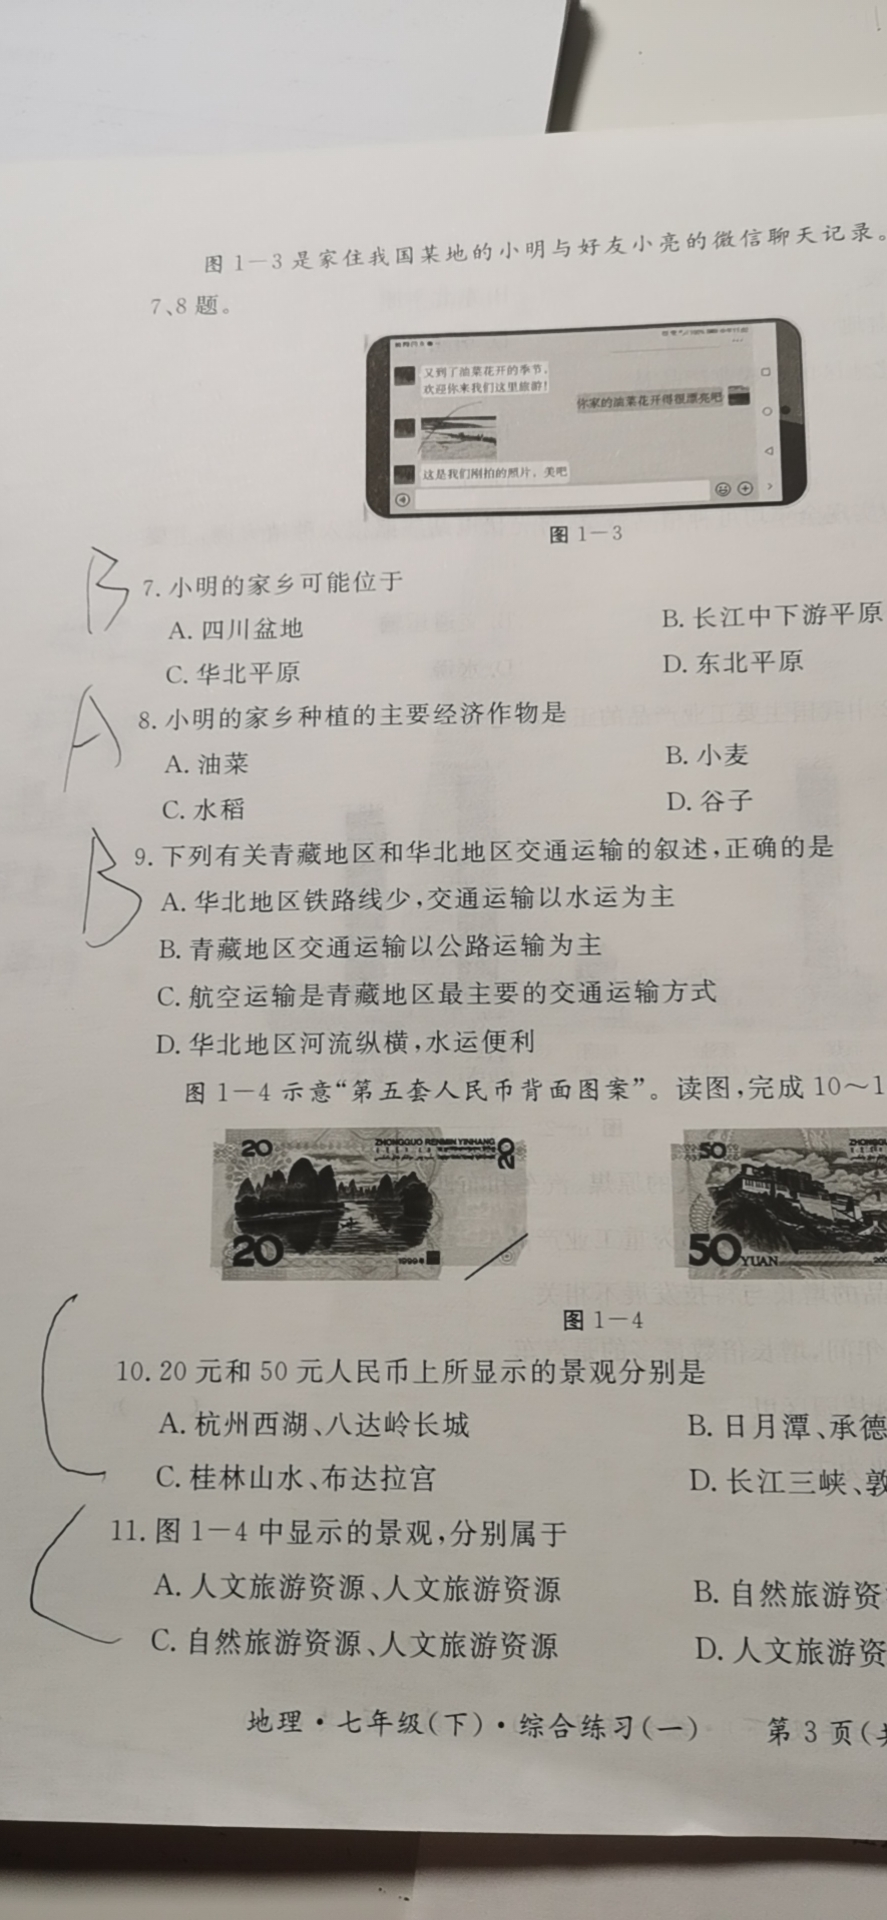 图1-3是家住我国某地的小明与好友小亮的微信聊天记录。
7、8题。
又到了油菜花开的季节,
欢迎你来我们这里旅游!
你家的油菜花开得很漂亮吧
这是我们刚拍的照片,美吧
图1-3
B 7.小明的家乡可能位于
A.四川盆地 B.长江中下游平原
C.华北平原 D.东北平原
A 8.小明的家乡种植的主要经济作物是
A.油菜 B.小麦
C.水稻 D.谷子
B 9.下列有关青藏地区和华北地区交通运输的叙述,正确的是
A.华北地区铁路线少,交通运输以水运为主
B.青藏地区交通运输以公路运输为主
C.航空运输是青藏地区最主要的交通运输方式
D.华北地区河流纵横,水运便利
图1-4示意“第五套人民币背面图案”。读图,完成10~1
20 ZHONGGUO RENMIN YINHANG 20
20 1999年
50
50 YUAN
图1-4
C 10.20元和50元人民币上所显示的景观分别是
A.杭州西湖、八达岭长城 B.日月潭、承德
C.桂林山水、布达拉宫 D.长江三峡、敦
C 11.图1-4中显示的景观,分别属于
A.人文旅游资源、人文旅游资源 B.自然旅游资
C.自然旅游资源、人文旅游资源 D.人文旅游资
地理·七年级(下)·综合练习(一) 第3页(共